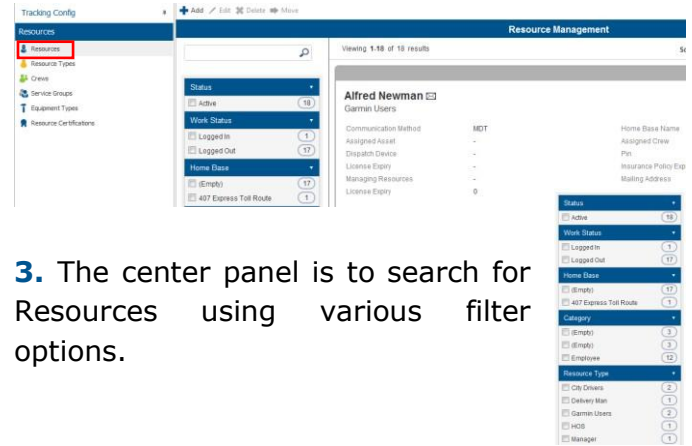 Tracking Config
Add Edit Delete Move
Resources
Resource Management
Resources
Resource Types
Crews
Service Groups
Equipment Types
Resource Certifications
Viewing 1-18 of 18 results
Status
Active 18
Work Status
Logged In 1
Logged Out 17
Home Base
(Empty) 17
407 Express Toll Route 1
Alfred Newman
Garmin Users
Communication Method MDT Home Base Name
Assigned Asset - Assigned Crew
Dispatch Device - Pin
License Expiry - Insurance Policy Exp
Managing Resources - Mailing Address
License Expiry 0
3. The center panel is to search for
Resources using various filter
options.
Status
Active 18
Work Status
Logged In 1
Logged Out 17
Home Base
(Empty) 17
407 Express Toll Route 1
Category
(Empty) 3
(Empty) 3
Employee 12
Resource Type
City Drivers 2
Delivery Man 1
Garmin Users 2
HOS 1
Manager 1